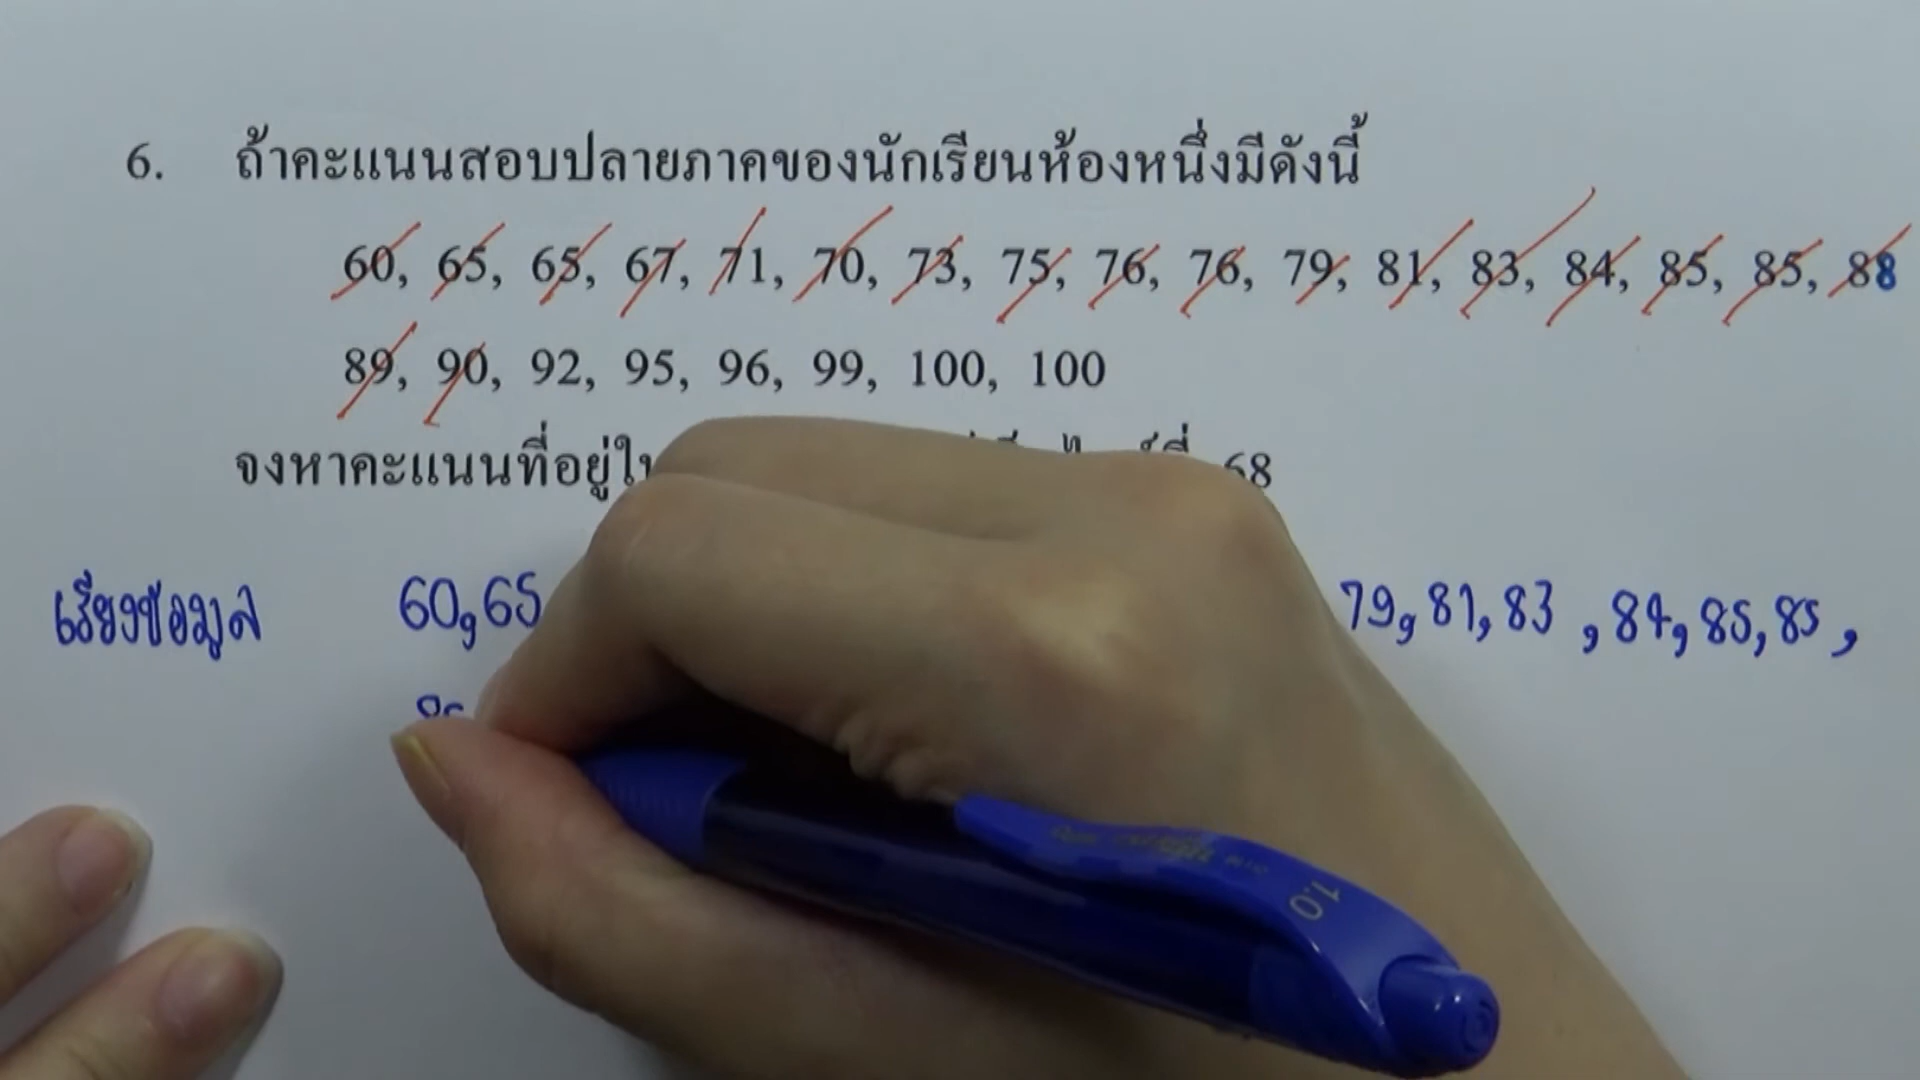 6. ถ้าคะแนนสอบปลายภาคของนักเรียนห้องหนึ่งมีดังนี้
60, 65, 65, 67, 71, 70, 73, 75, 76, 76, 79, 81, 83, 84, 85, 85, 88
89, 90, 92, 95, 96, 99, 100, 100
จงหาคะแนนที่อยู่ 68
เรียงข้อมูล 60,65 79,81,83,84,85,85,
1.0